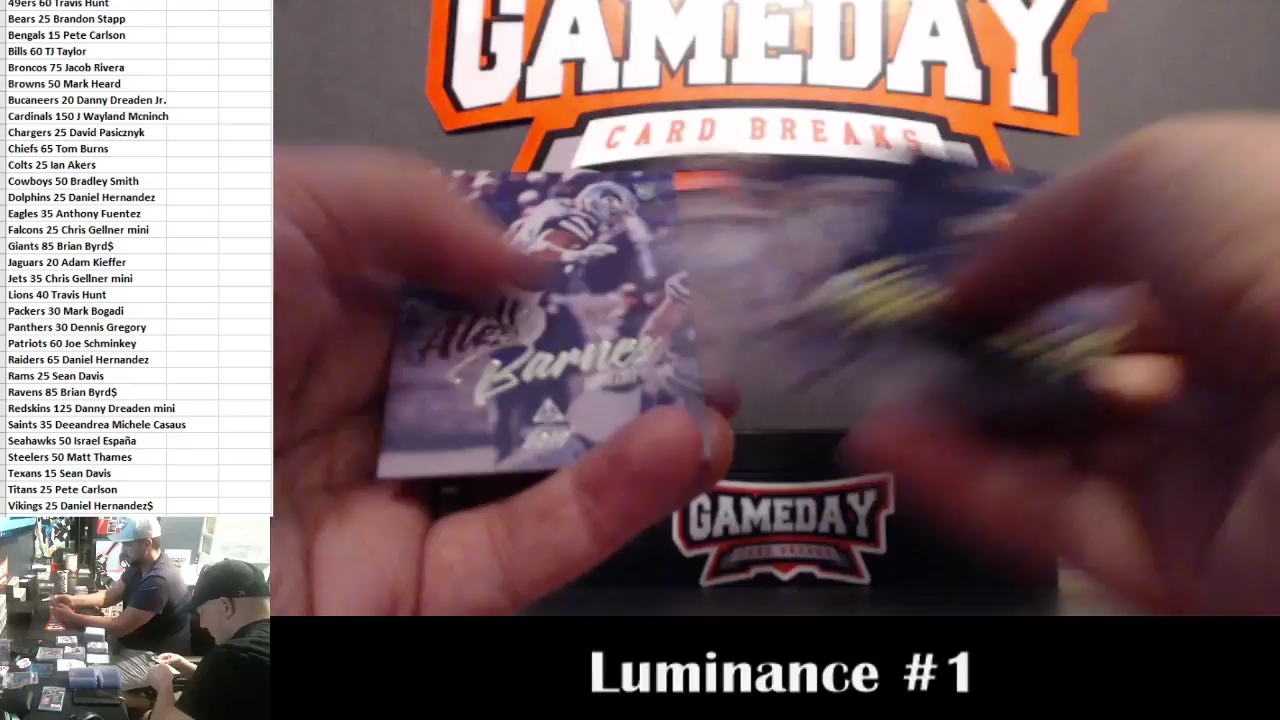 49ers 60 Travis Hunt
Bears 25 Brandon Stapp
Bengals 15 Pete Carlson
Bills 60 TJ Taylor
Broncos 75 Jacob Rivera
Browns 50 Mark Heard
Bucaneers 20 Danny Dreaden Jr.
Cardinals 150 J Wayland Mcninch
Chargers 25 David Pasicznyk
Chiefs 65 Tom Burns
Colts 25 Ian Akers
Cowboys 50 Bradley Smith
Dolphins 25 Daniel Hernandez
Eagles 35 Anthony Fuentez
Falcons 25 Chris Gellner mini
Giants 85 Brian Byrd$
Jaguars 20 Adam Kieffer
Jets 35 Chris Gellner mini
Lions 40 Travis Hunt
Packers 30 Mark Bogadi
Panthers 30 Dennis Gregory
Patriots 60 Joe Schminkey
Raiders 65 Daniel Hernandez
Rams 25 Sean Davis
Ravens 85 Brian Byrd$
Redskins 125 Danny Dreaden mini
Saints 35 Deeandrea Michele Casaus
Seahawks 50 Israel España
Steelers 50 Matt Thames
Texans 15 Sean Davis
Titans 25 Pete Carlson
Vikings 25 Daniel Hernandez$
GAMEDAY
CARD BREAKS
Alex
Barnes
GAMEDAY
CARD BREAKS
Luminance #1